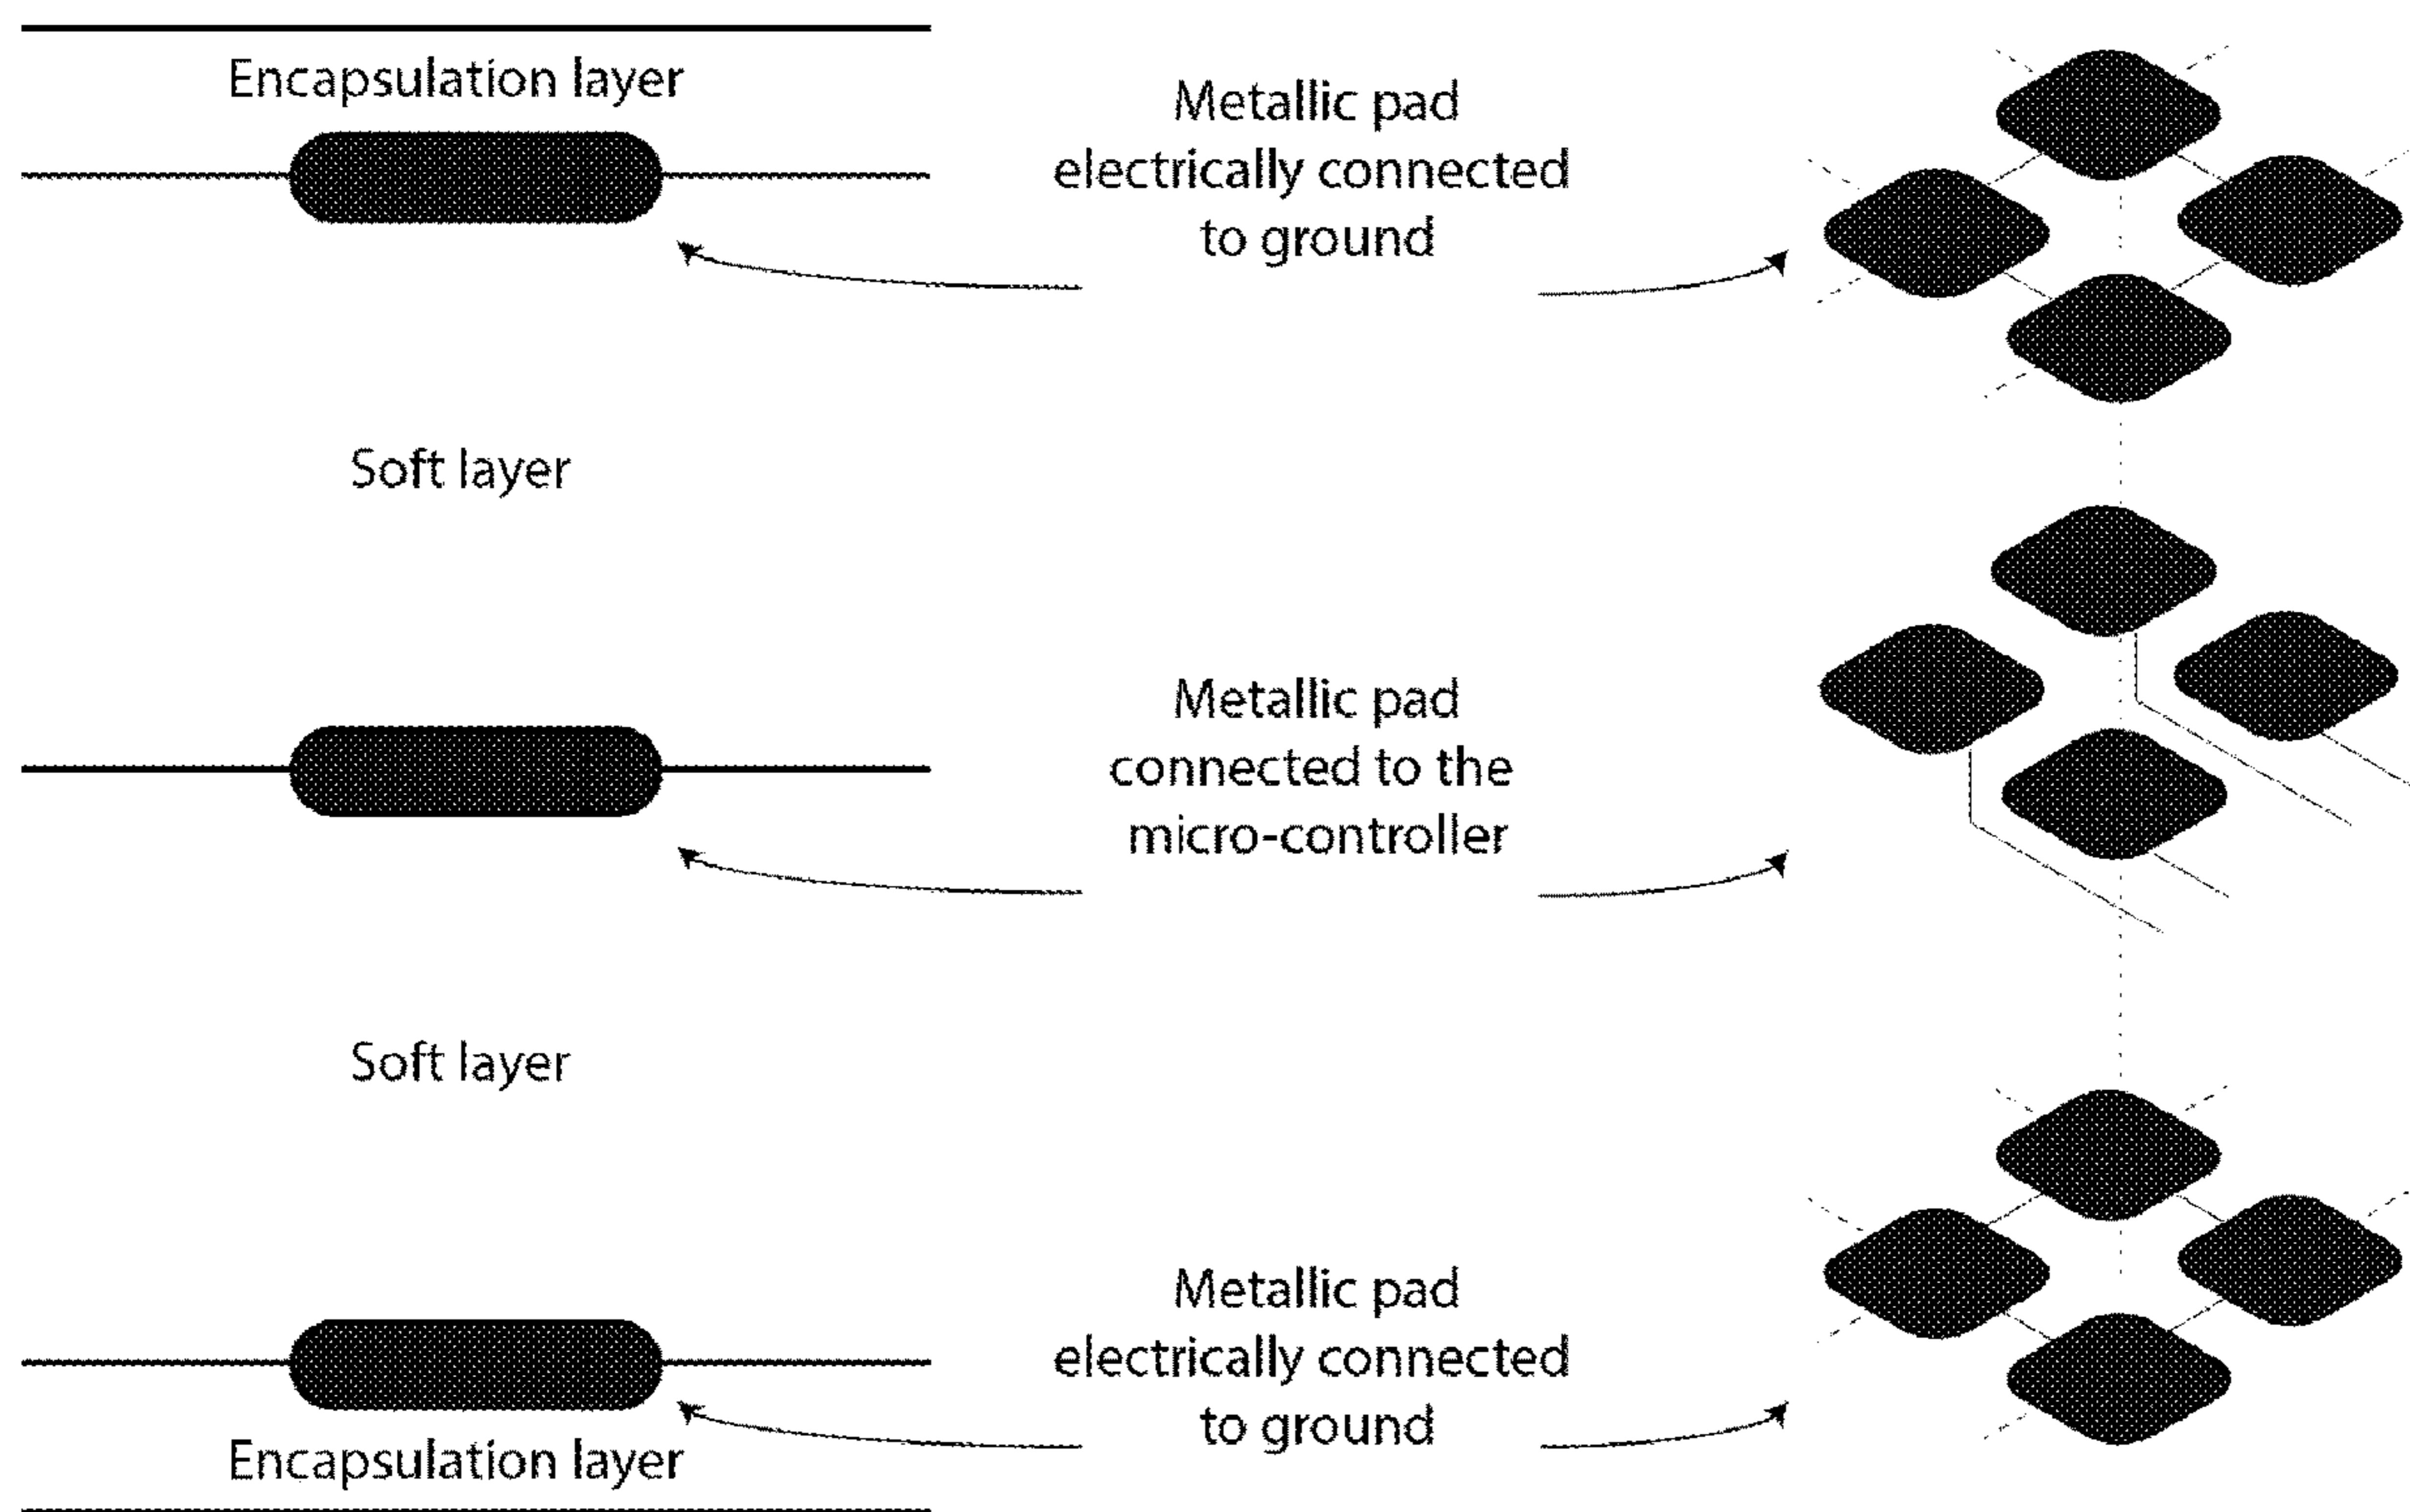 Encapsulation layer
Metallic pad
electrically connected
to ground
Soft layer
Metallic pad
connected to the
micro-controller
Soft layer
Metallic pad
electrically connected
to ground
Encapsulation layer